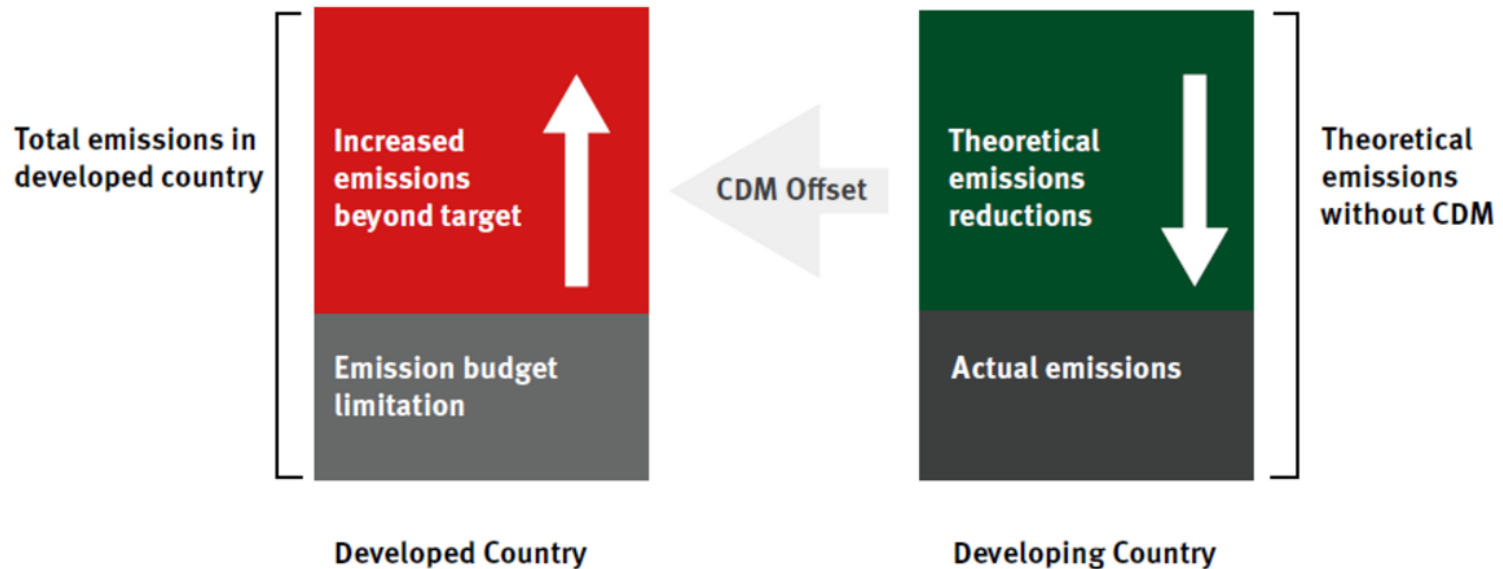 Total emissions in
developed country
Increased
emissions
beyond target
Emission budget
limitation
CDM Offset
Theoretical
emissions
reductions
Actual emissions
Theoretical
emissions
without CDM
Developed Country
Developing Country